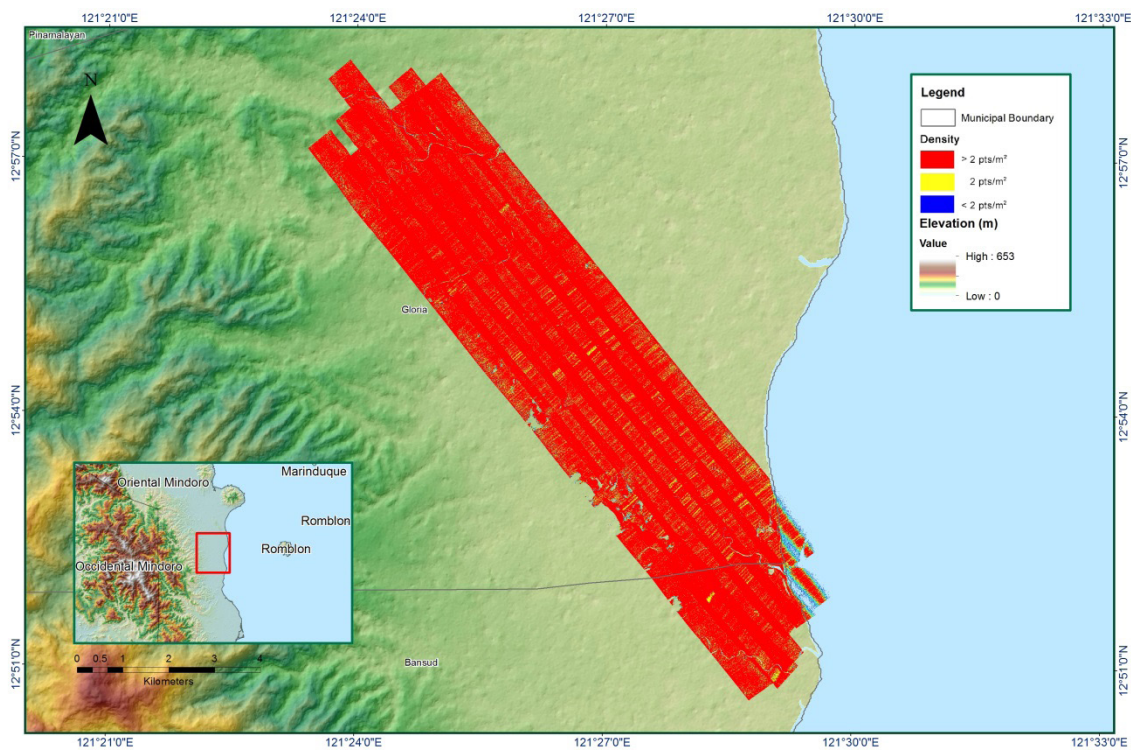 121°21'0"E
121°24'0"E
121°27'0"E
121°30'0"E
121°33'0"E
Pinamalayan
N
12°57'0"N
12°57'0"N
Legend
Municipal Boundary
Density
> 2 pts/m²
2 pts/m²
< 2 pts/m²
Elevation (m)
Value
High : 653
Low : 0
Gloria
12°54'0"N
12°54'0"N
Marinduque
Oriental Mindoro
Romblon
Romblon
Occidental Mindoro
Bansud
0 0.5 1 2 3 4
Kilometers
12°51'0"N
12°51'0"N
121°21'0"E
121°24'0"E
121°27'0"E
121°30'0"E
121°33'0"E